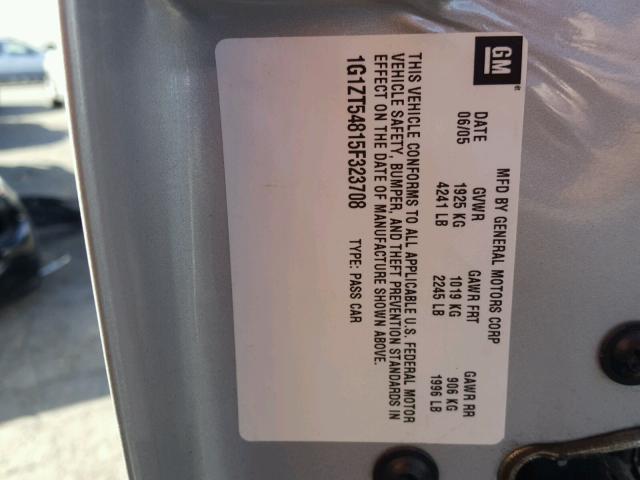 GM
MFD BY GENERAL MOTORS CORP
DATE GVWR GAWR FRT GAWR RR
06/05 1925 KG 1019 KG 906 KG
4241 LB 2245 LB 1996 LB
THIS VEHICLE CONFORMS TO ALL APPLICABLE U.S. FEDERAL MOTOR
VEHICLE SAFETY, BUMPER, AND THEFT PREVENTION STANDARDS IN
EFFECT ON THE DATE OF MANUFACTURE SHOWN ABOVE.
1G1ZT54815F323708 TYPE: PASS CAR